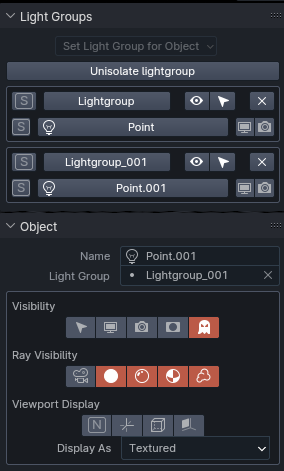 Light Groups
Set Light Group for Object
Unisolate lightgroup
S Lightgroup
S Point
S Lightgroup_001
S Point.001
Object
Name Point.001
Light Group Lightgroup_001
Visibility
Ray Visibility
Viewport Display
N
Display As Textured